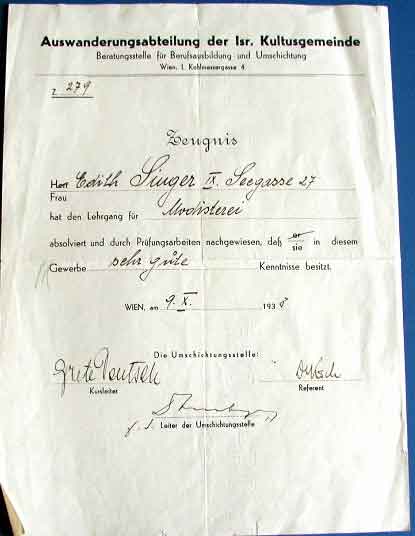 Auswanderungsabteilung der Isr. Kultusgemeinde
Beratungsstelle für Berufsausbildung und Umschichtung
Wien, I. Kohlmessergasse 4
Z. 279
Zeugnis
Herr Edith Singer IX. Seegasse 27
Frau
hat den Lehrgang für Modisterei
absolviert und durch Prüfungsarbeiten nachgewiesen, daß er sie in diesem
Gewerbe sehr gute Kenntnisse besitzt.
WIEN, am 9. X. 1938
Die Umschichtungsstelle:
Grete
Kursleiter Referent
Leiter der Umschichtungsstelle